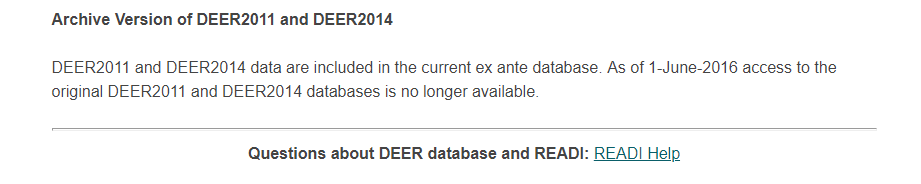 Archive Version of DEER2011 and DEER2014
DEER2011 and DEER2014 data are included in the current ex ante database. As of 1-June-2016 access to the
original DEER2011 and DEER2014 databases is no longer available.
Questions about DEER database and READI: READI Help